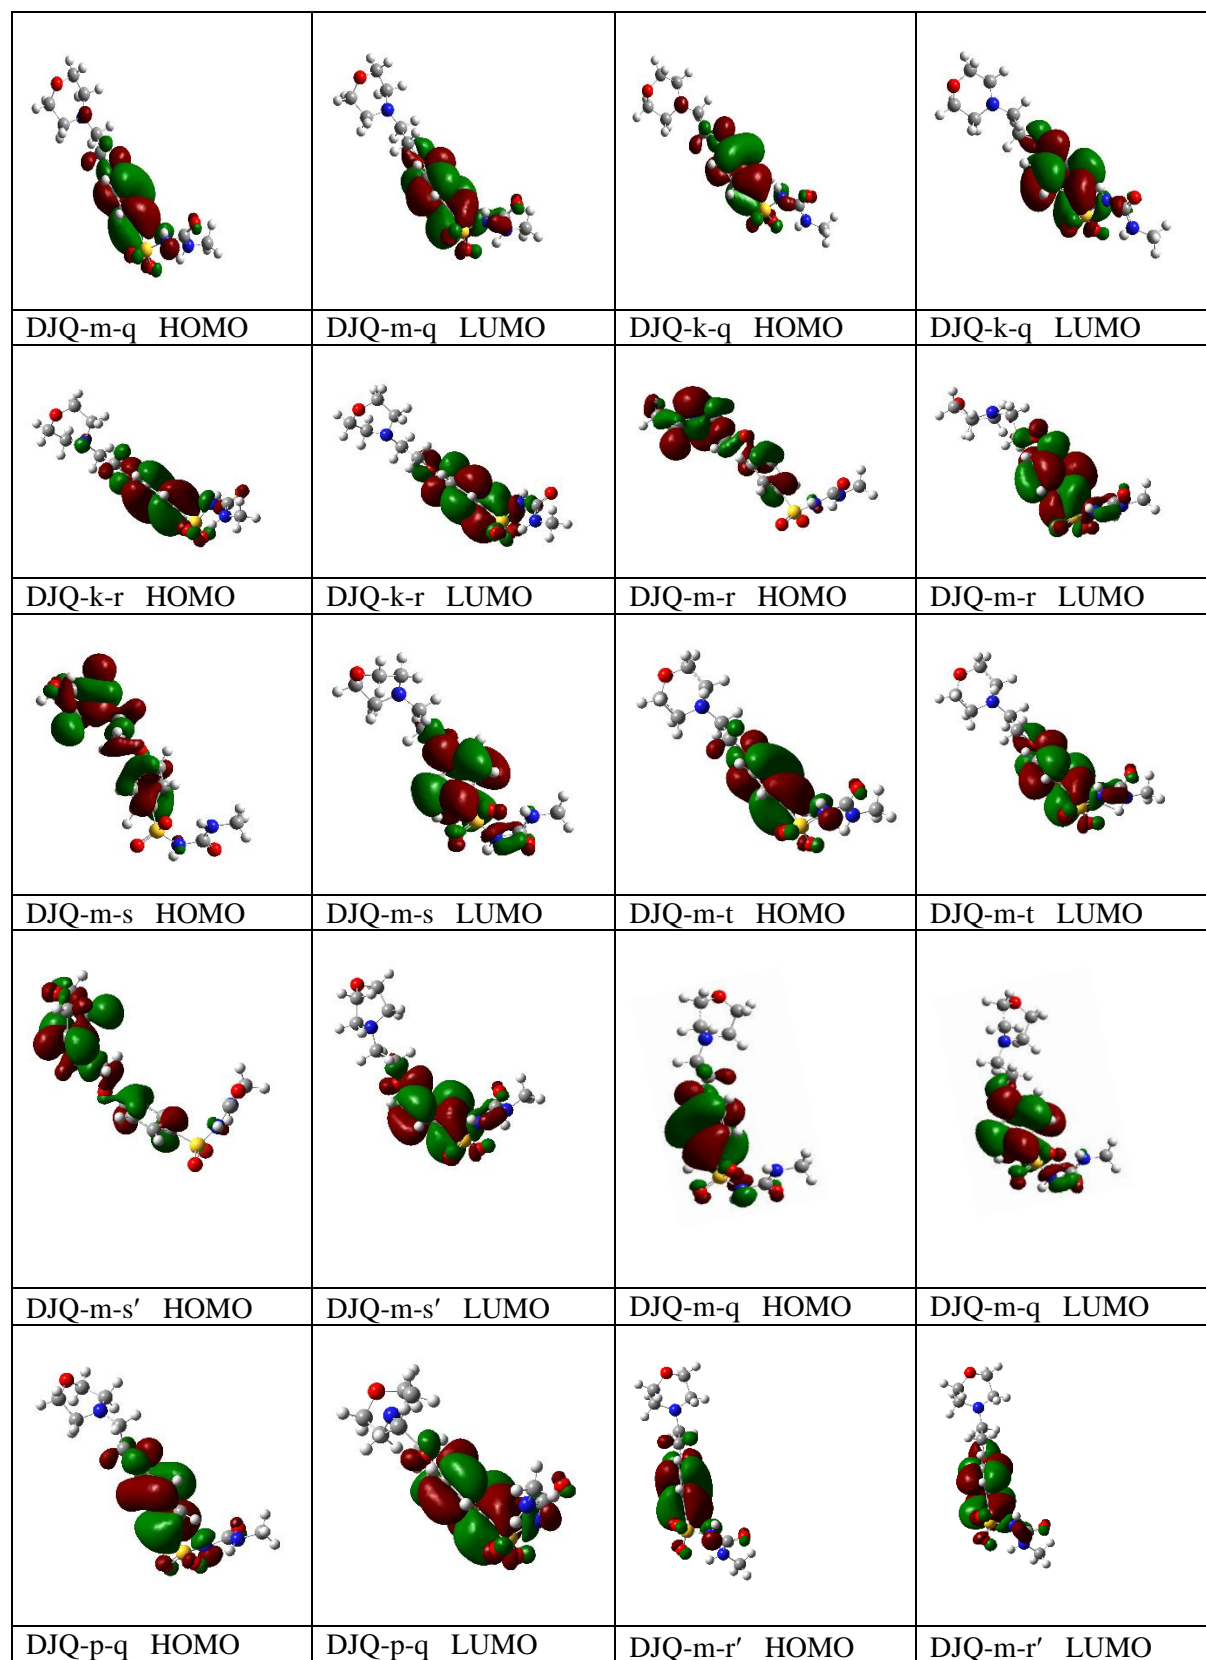 DJQ-m-q HOMO DJQ-m-q LUMO DJQ-k-q HOMO DJQ-k-q LUMO
DJQ-k-r HOMO DJQ-k-r LUMO DJQ-m-r HOMO DJQ-m-r LUMO
DJQ-m-s HOMO DJQ-m-s LUMO DJQ-m-t HOMO DJQ-m-t LUMO
DJQ-m-s′ HOMO DJQ-m-s′ LUMO DJQ-m-q HOMO DJQ-m-q LUMO
DJQ-p-q HOMO DJQ-p-q LUMO DJQ-m-r′ HOMO DJQ-m-r′ LUMO